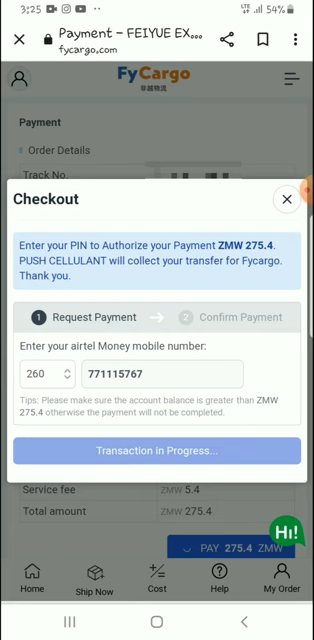 3:25
LTE
54%
Payment – FEIYUE EX...
fycargo.com
FyCargo
非越物流
Payment
Order Details
Track No.
Checkout
Enter your PIN to Authorize your Payment ZMW 275.4.
PUSH CELLULANT will collect your transfer for Fycargo.
Thank you.
1 Request Payment
2 Confirm Payment
Enter your airtel Money mobile number:
260
771115767
Tips: Please make sure the account balance is greater than ZMW
275.4 otherwise the payment will not be completed.
Transaction in Progress...
Service fee ZMW 5.4
Total amount ZMW 275.4
Hi!
PAY 275.4 ZMW
Home
Ship Now
Cost
Help
My Order